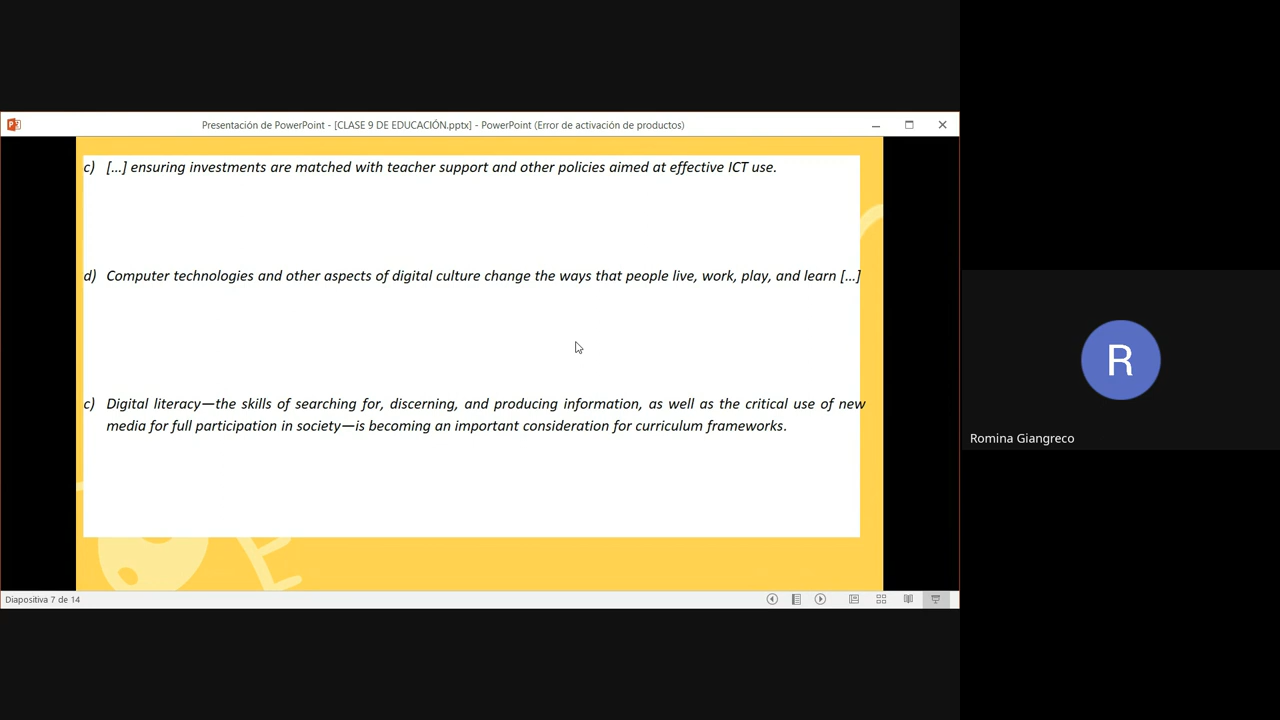 Presentación de PowerPoint - [CLASE 9 DE EDUCACIÓN.pptx] - PowerPoint (Error de activación de productos)
c) [...] ensuring investments are matched with teacher support and other policies aimed at effective ICT use.
d) Computer technologies and other aspects of digital culture change the ways that people live, work, play, and learn [...]
c) Digital literacy—the skills of searching for, discerning, and producing information, as well as the critical use of new
media for full participation in society—is becoming an important consideration for curriculum frameworks.
Diapositiva 7 de 14
R
Romina Giangreco